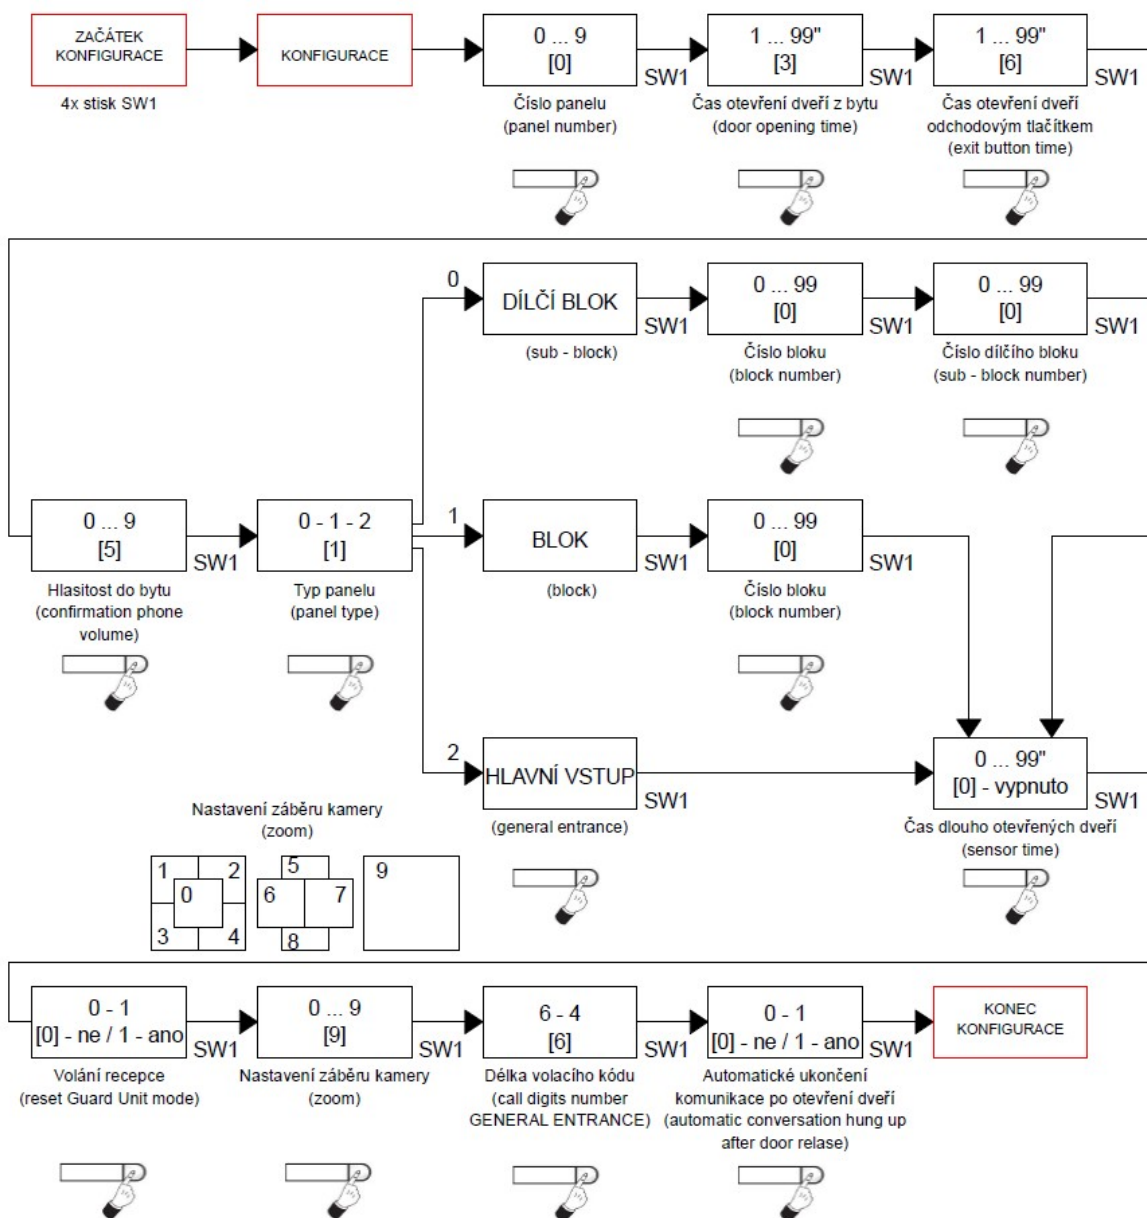 ZAČÁTEK
KONFIGURACE
4x stisk SW1
KONFIGURACE
0 ... 9
[0]
SW1
Číslo panelu
(panel number)
1 ... 99"
[3]
SW1
Čas otevření dveří z bytu
(door opening time)
1 ... 99"
[6]
SW1
Čas otevření dveří
odchodovým tlačítkem
(exit button time)
0
DÍLČÍ BLOK
SW1
(sub - block)
0 ... 99
[0]
SW1
Číslo bloku
(block number)
0 ... 99
[0]
SW1
Číslo dílčího bloku
(sub - block number)
0 ... 9
[5]
SW1
Hlasitost do bytu
(confirmation phone
volume)
0 - 1 - 2
[1]
Typ panelu
(panel type)
1
BLOK
SW1
(block)
0 ... 99
[0]
SW1
Číslo bloku
(block number)
2
HLAVNÍ VSTUP
SW1
(general entrance)
0 ... 99"
[0] - vypnuto
SW1
Čas dlouho otevřených dveří
(sensor time)
Nastavení záběru kamery
(zoom)
1
2
0
3
4
5
6
7
8
9
0 - 1
[0] - ne / 1 - ano
SW1
Volání recepce
(reset Guard Unit mode)
0 ... 9
[9]
SW1
Nastavení záběru kamery
(zoom)
6 - 4
[6]
SW1
Délka volacího kódu
(call digits number
GENERAL ENTRANCE)
0 - 1
[0] - ne / 1 - ano
SW1
Automatické ukončení
komunikace po otevření dveří
(automatic conversation hung up
after door relase)
KONEC
KONFIGURACE